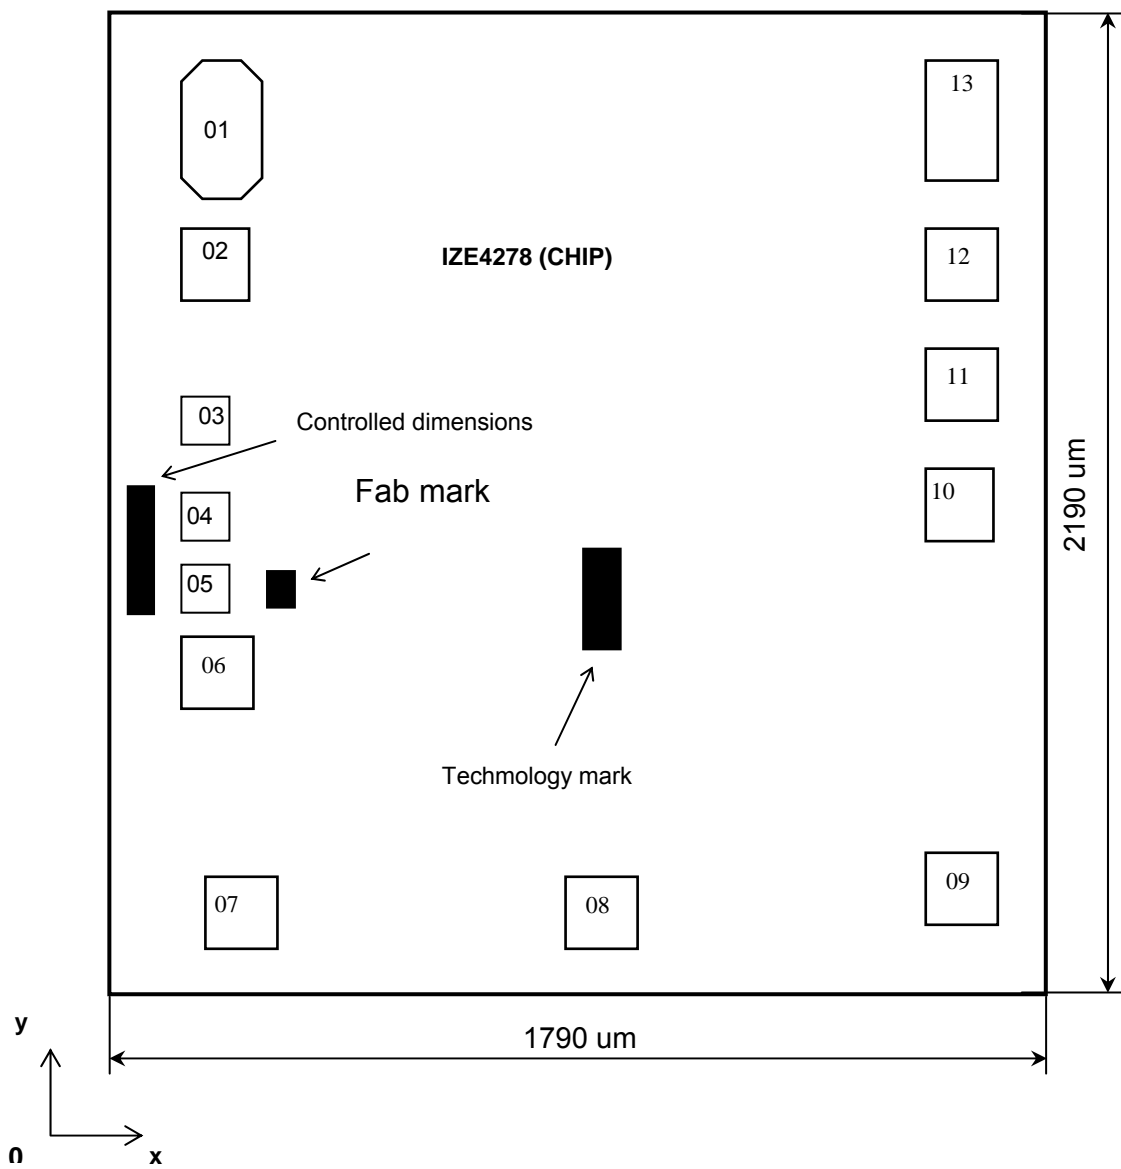 01
13
02
IZE4278 (CHIP)
12
11
03
Controlled dimensions
Fab mark
10
04
2190 um
05
06
Techmology mark
07
08
09
1790 um
y
0
x